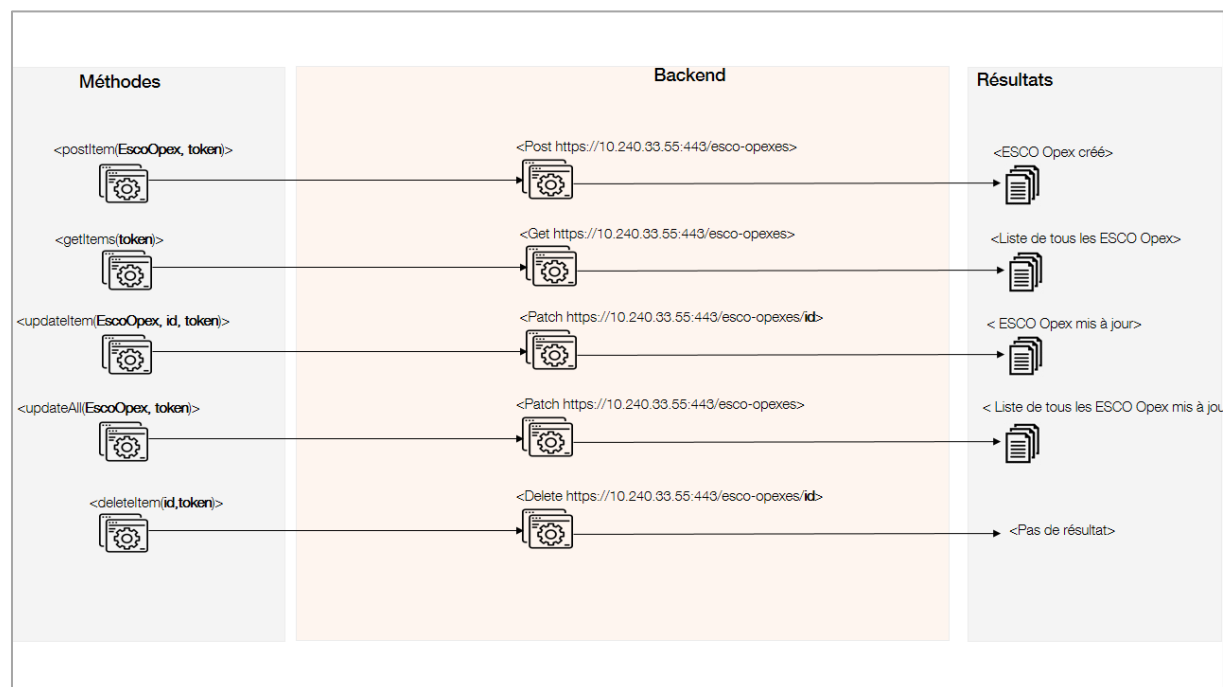 Méthodes
Backend
Résultats
<postItem(EscoOpex, token)>
<Post https://10.240.33.55:443/esco-opexes>
<ESCO Opex créé>
<getItems(token)>
<Get https://10.240.33.55:443/esco-opexes>
<Liste de tous les ESCO Opex>
<updateItem(EscoOpex, id, token)>
<Patch https://10.240.33.55:443/esco-opexes/id>
< ESCO Opex mis à jour>
<updateAll(EscoOpex, token)>
<Patch https://10.240.33.55:443/esco-opexes>
< Liste de tous les ESCO Opex mis à jou
<deleteItem(id,token)>
<Delete https://10.240.33.55:443/esco-opexes/id>
<Pas de résultat>